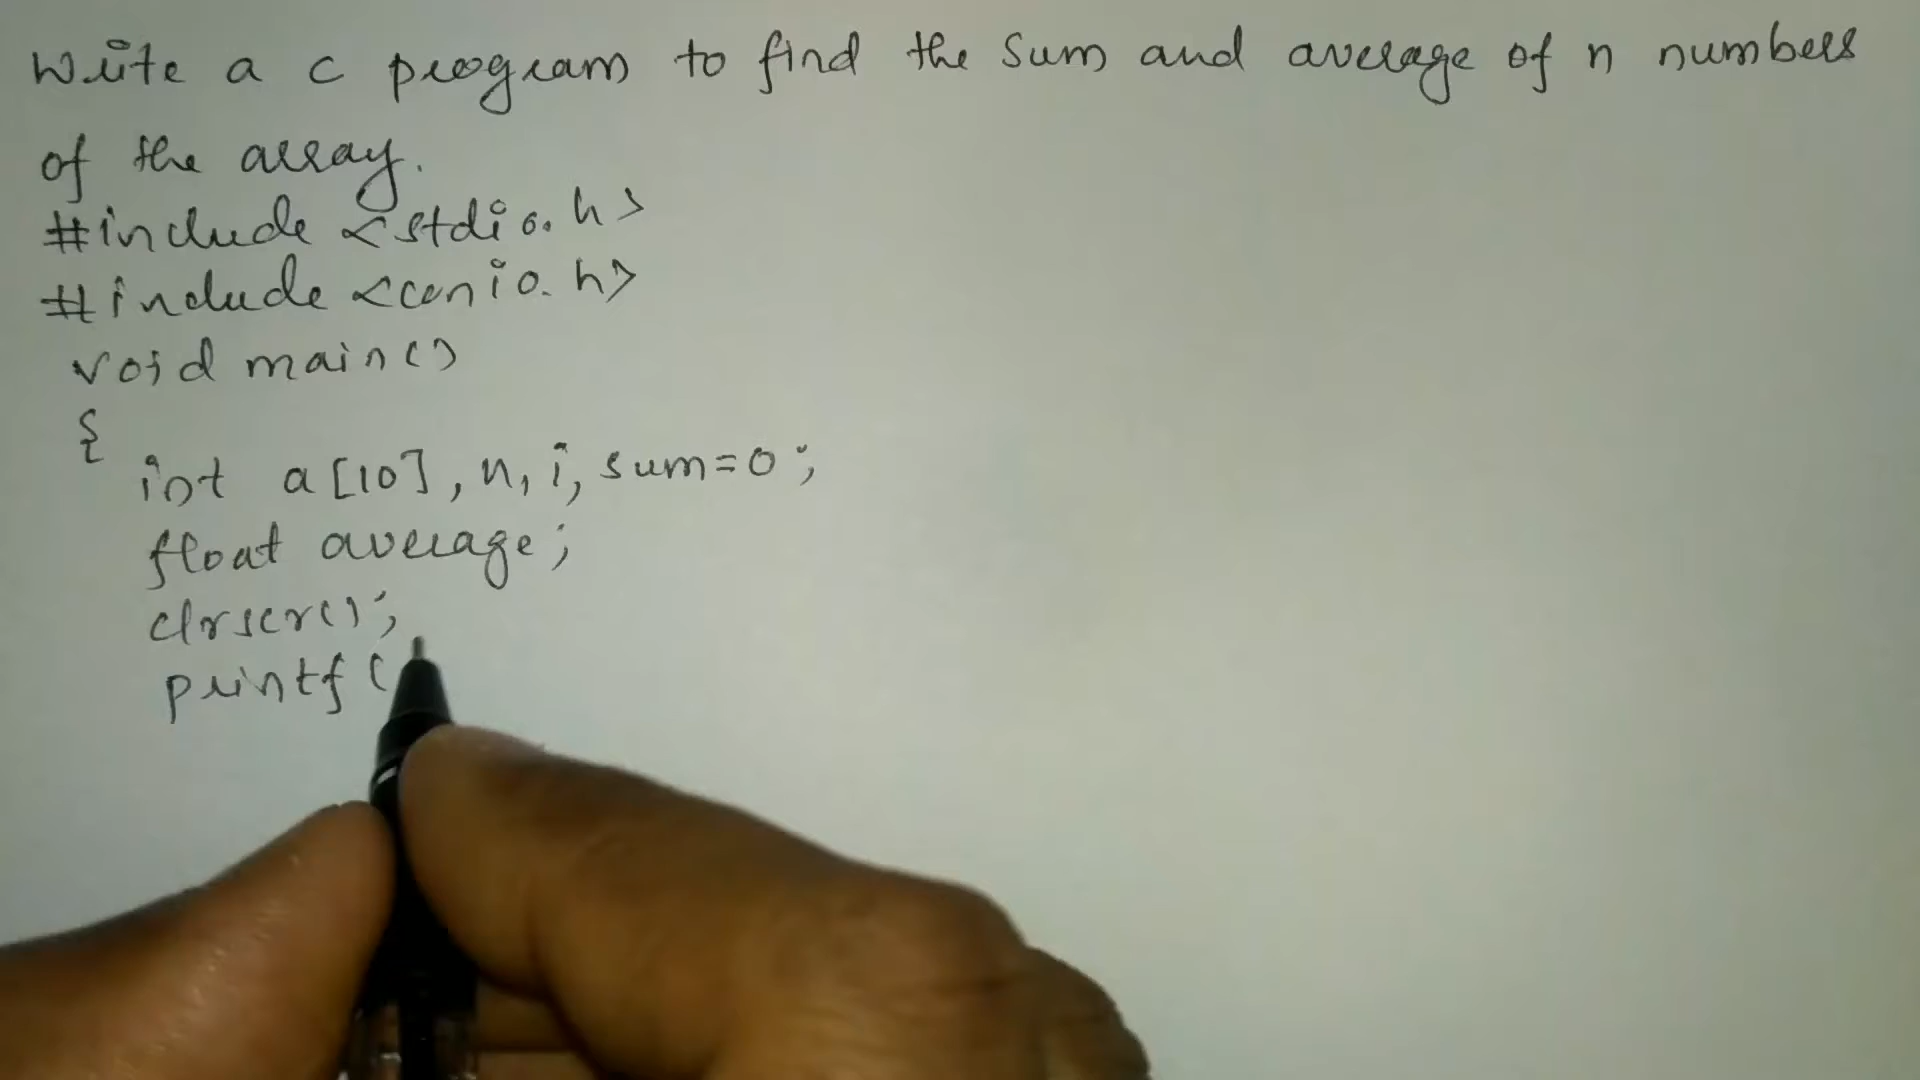 Write a c program to find the sum and average of n numbers
of the array.
#include <stdio.h>
#include <conio.h>
void main()
{
int a[10], n, i, sum=0;
float average;
clrscr();
printf(